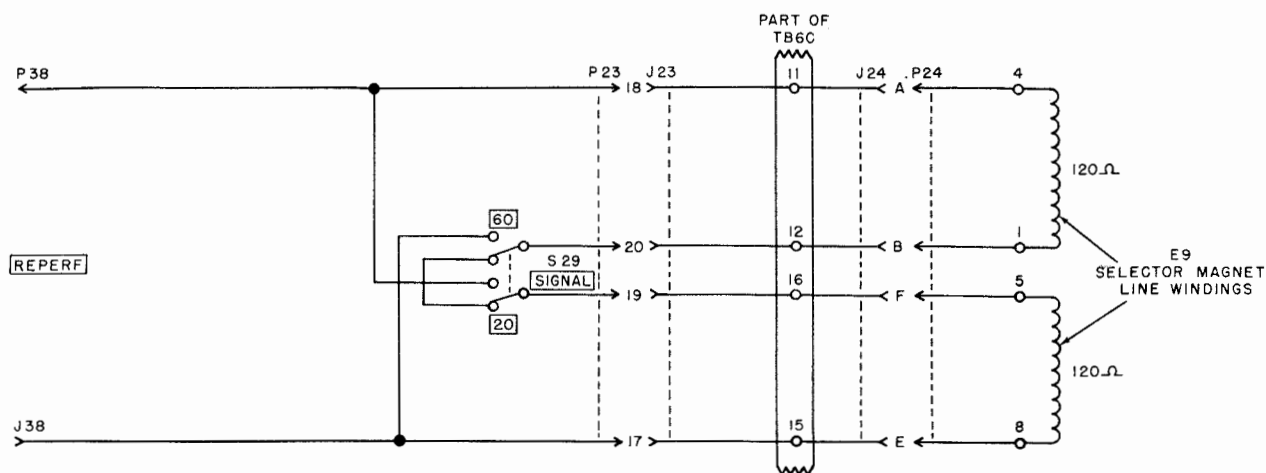 PART OF
TB6C
P38
P23
J23
11
J24
.P24
4
18
A
120Ω
60
20
12
B
1
REPERF
S 29
SIGNAL
E9
SELECTOR MAGNET
LINE WINDINGS
16
5
19
F
20
120Ω
J38
17
15
E
8